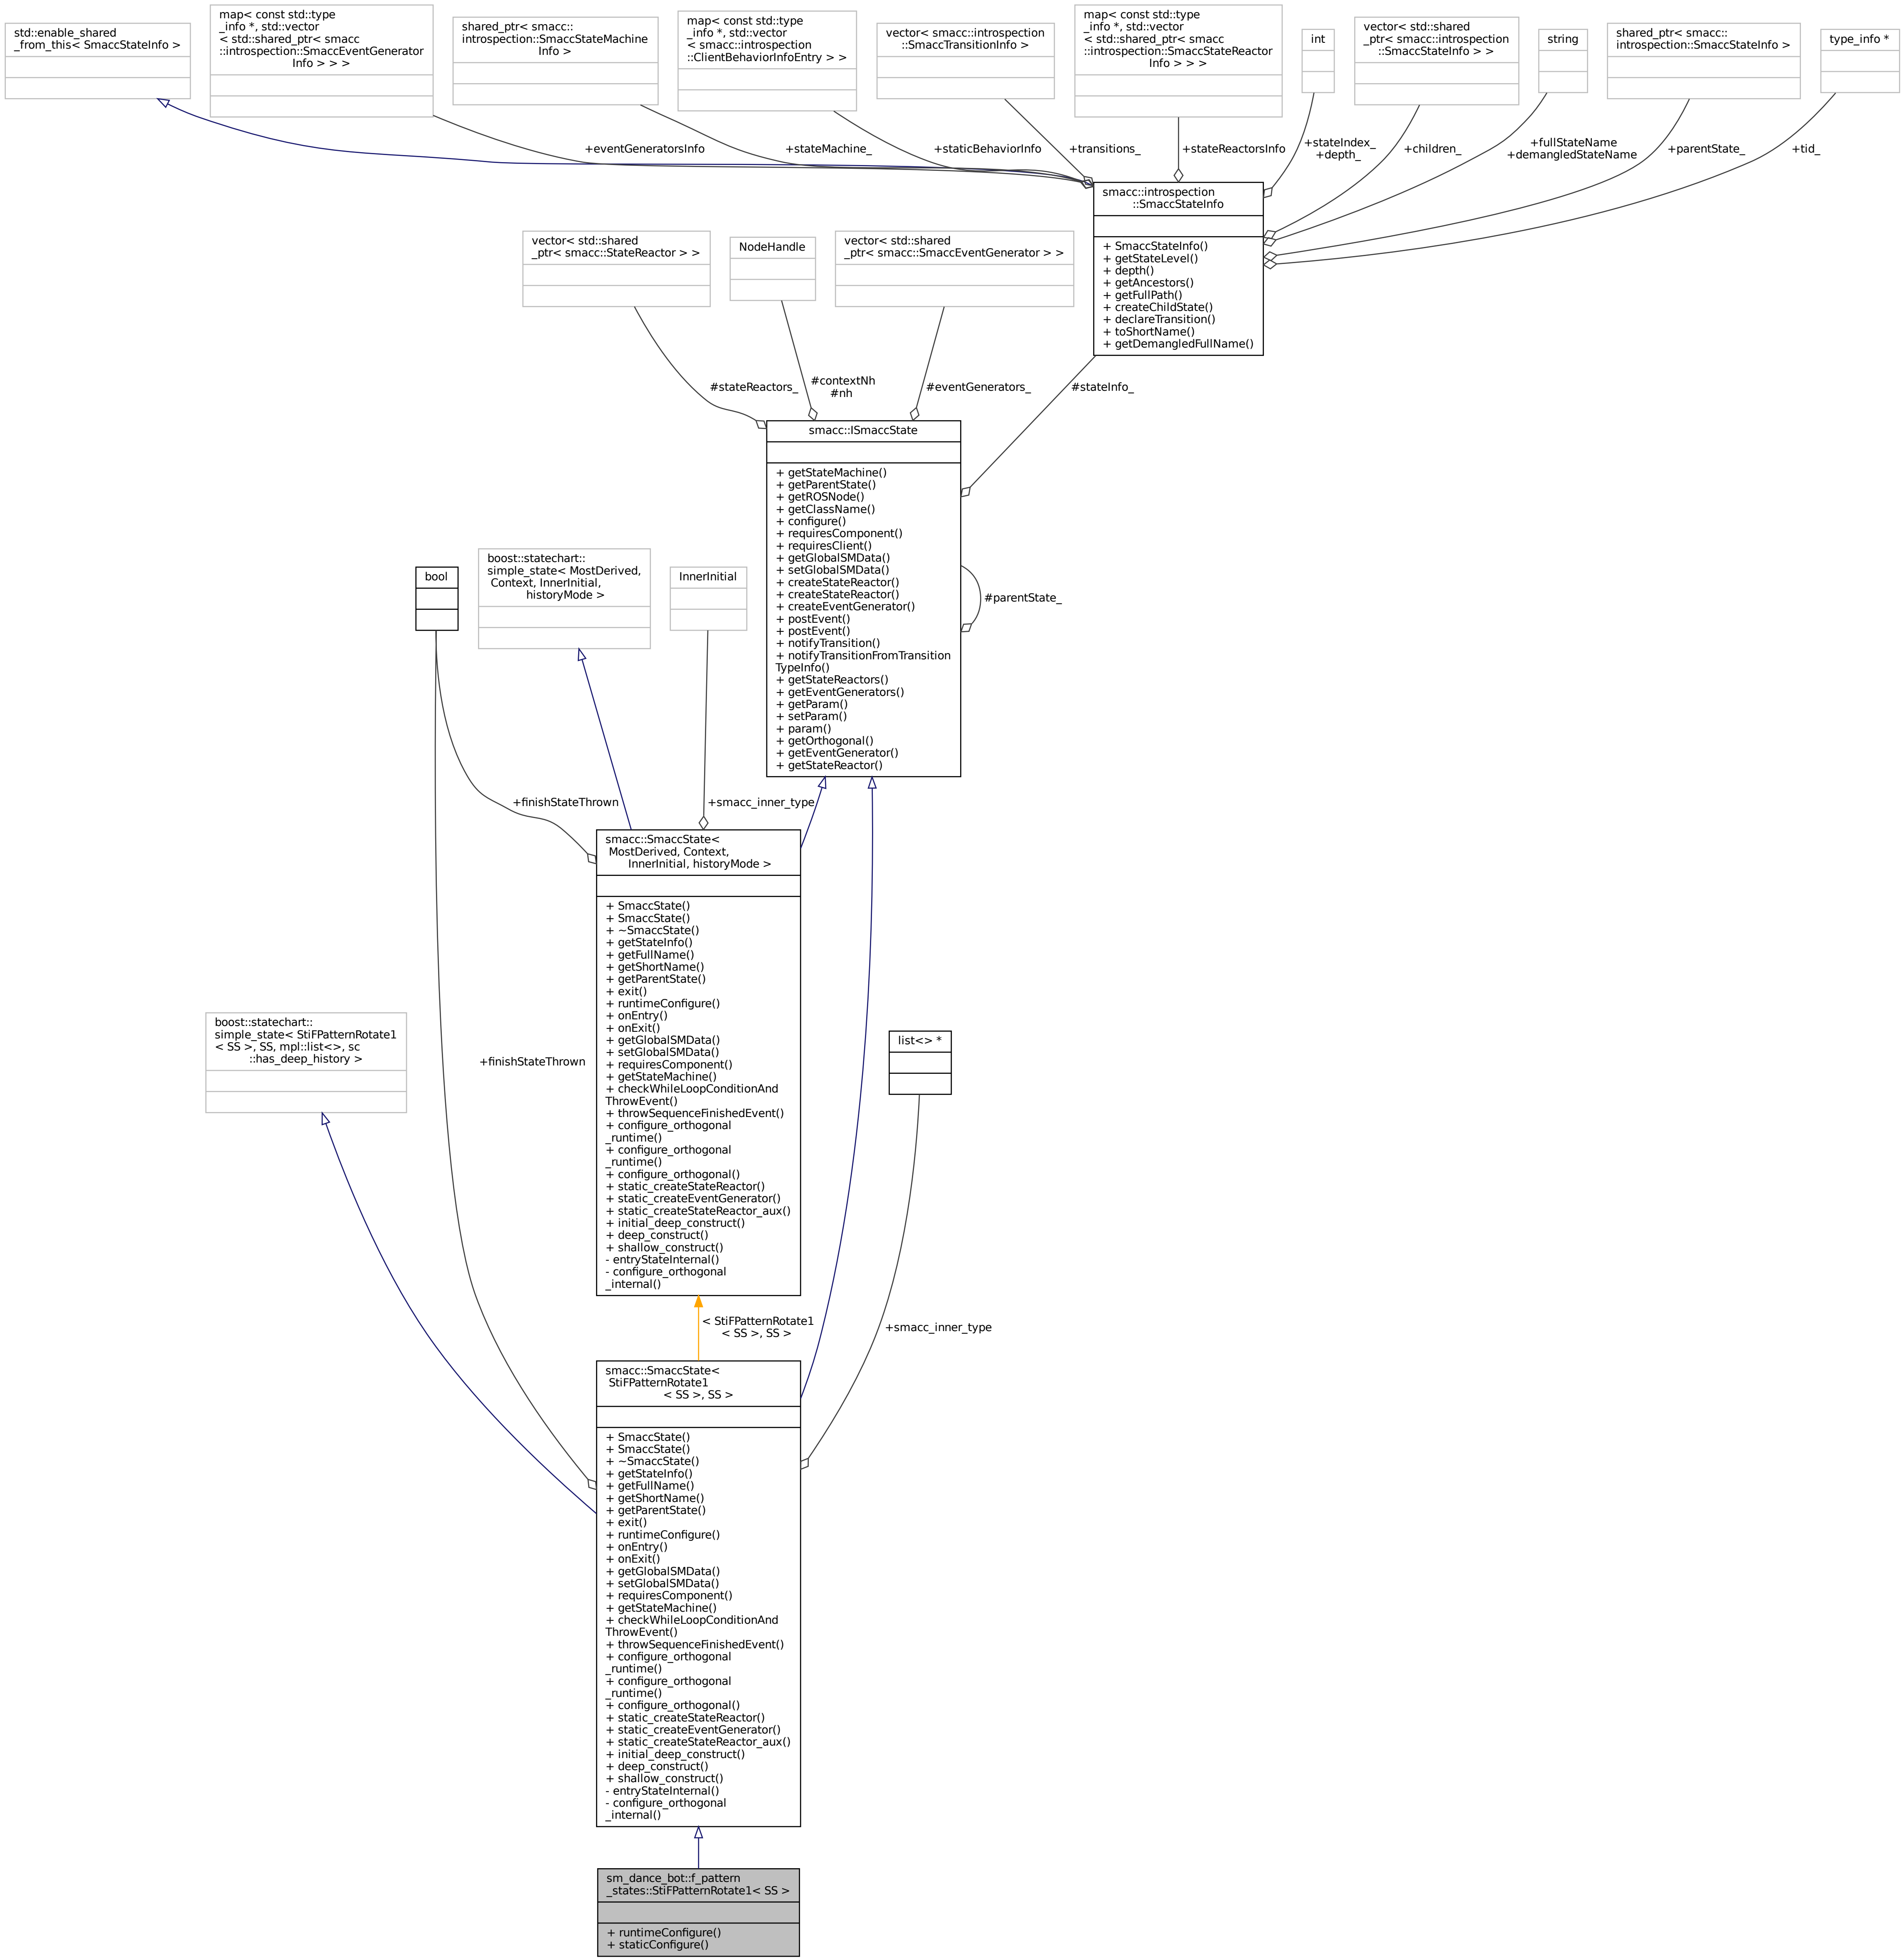 std::enable_shared
_from_this< SmaccStateInfo >
map< const std::type
_info *, std::vector
< std::shared_ptr< smacc
::introspection::SmaccEventGenerator
Info > > >
shared_ptr< smacc::
introspection::SmaccStateMachine
Info >
map< const std::type
_info *, std::vector
< smacc::introspection
::ClientBehaviorInfoEntry > >
vector< smacc::introspection
::SmaccTransitionInfo >
map< const std::type
_info *, std::vector
< std::shared_ptr< smacc
::introspection::SmaccStateReactor
Info > > >
int
vector< std::shared
_ptr< smacc::introspection
::SmaccStateInfo > >
string
shared_ptr< smacc::
introspection::SmaccStateInfo >
type_info *
+eventGeneratorsInfo
+stateMachine_
+staticBehaviorInfo
+transitions_
+stateReactorsInfo
+stateIndex_
+depth_
+children_
+fullStateName
+demangledStateName
+parentState_
+tid_
smacc::introspection
::SmaccStateInfo
+ SmaccStateInfo()
+ getStateLevel()
+ depth()
+ getAncestors()
+ getFullPath()
+ createChildState()
+ declareTransition()
+ toShortName()
+ getDemangledFullName()
vector< std::shared
_ptr< smacc::StateReactor > >
NodeHandle
vector< std::shared
_ptr< smacc::SmaccEventGenerator > >
#stateReactors_
#contextNh
#nh
#eventGenerators_
#stateInfo_
smacc::ISmaccState
+ getStateMachine()
+ getParentState()
+ getROSNode()
+ getClassName()
+ configure()
+ requiresComponent()
+ requiresClient()
+ getGlobalSMData()
+ setGlobalSMData()
+ createStateReactor()
+ createStateReactor()
+ createEventGenerator()
+ postEvent()
+ postEvent()
+ notifyTransition()
+ notifyTransitionFromTransition
TypeInfo()
+ getStateReactors()
+ getEventGenerators()
+ getParam()
+ setParam()
+ param()
+ getOrthogonal()
+ getEventGenerator()
+ getStateReactor()
#parentState_
bool
boost::statechart::
simple_state< MostDerived,
Context, InnerInitial,
historyMode >
InnerInitial
+finishStateThrown
+smacc_inner_type
smacc::SmaccState<
MostDerived, Context,
InnerInitial, historyMode >
+ SmaccState()
+ SmaccState()
+ ~SmaccState()
+ getStateInfo()
+ getFullName()
+ getShortName()
+ getParentState()
+ exit()
+ runtimeConfigure()
+ onEntry()
+ onExit()
+ getGlobalSMData()
+ setGlobalSMData()
+ requiresComponent()
+ getStateMachine()
+ checkWhileLoopConditionAnd
ThrowEvent()
+ throwSequenceFinishedEvent()
+ configure_orthogonal
_runtime()
+ configure_orthogonal
_runtime()
+ configure_orthogonal()
+ static_createStateReactor()
+ static_createEventGenerator()
+ static_createStateReactor_aux()
+ initial_deep_construct()
+ deep_construct()
+ shallow_construct()
- entryStateInternal()
- configure_orthogonal
_internal()
boost::statechart::
simple_state< StiFPatternRotate1
< SS >, SS, mpl::list<>, sc
::has_deep_history >
+finishStateThrown
list<> *
< StiFPatternRotate1
< SS >, SS >
+smacc_inner_type
smacc::SmaccState<
StiFPatternRotate1
< SS >, SS >
+ SmaccState()
+ SmaccState()
+ ~SmaccState()
+ getStateInfo()
+ getFullName()
+ getShortName()
+ getParentState()
+ exit()
+ runtimeConfigure()
+ onEntry()
+ onExit()
+ getGlobalSMData()
+ setGlobalSMData()
+ requiresComponent()
+ getStateMachine()
+ checkWhileLoopConditionAnd
ThrowEvent()
+ throwSequenceFinishedEvent()
+ configure_orthogonal
_runtime()
+ configure_orthogonal
_runtime()
+ configure_orthogonal()
+ static_createStateReactor()
+ static_createEventGenerator()
+ static_createStateReactor_aux()
+ initial_deep_construct()
+ deep_construct()
+ shallow_construct()
- entryStateInternal()
- configure_orthogonal
_internal()
sm_dance_bot::f_pattern
_states::StiFPatternRotate1< SS >
+ runtimeConfigure()
+ staticConfigure()